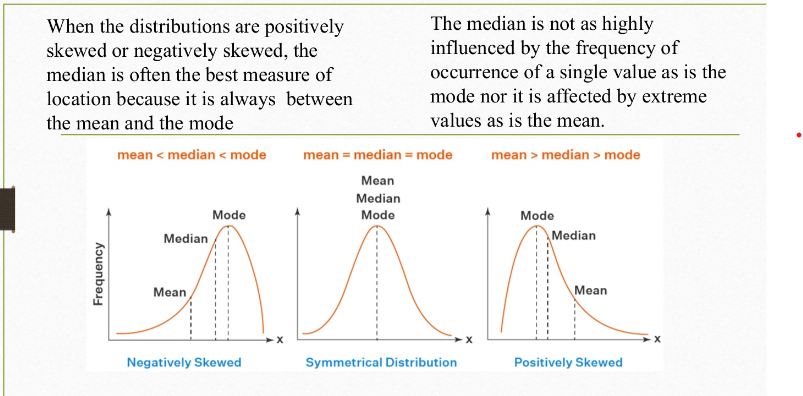 When the distributions are positively
skewed or negatively skewed, the
median is often the best measure of
location because it is always between
the mean and the mode
The median is not as highly
influenced by the frequency of
occurrence of a single value as is the
mode nor it is affected by extreme
values as is the mean.
mean < median < mode
mean = median = mode
mean > median > mode
Frequency
Mean
Median
Mode
x
Negatively Skewed
Mean
Median
Mode
x
Symmetrical Distribution
Mode
Median
Mean
x
Positively Skewed